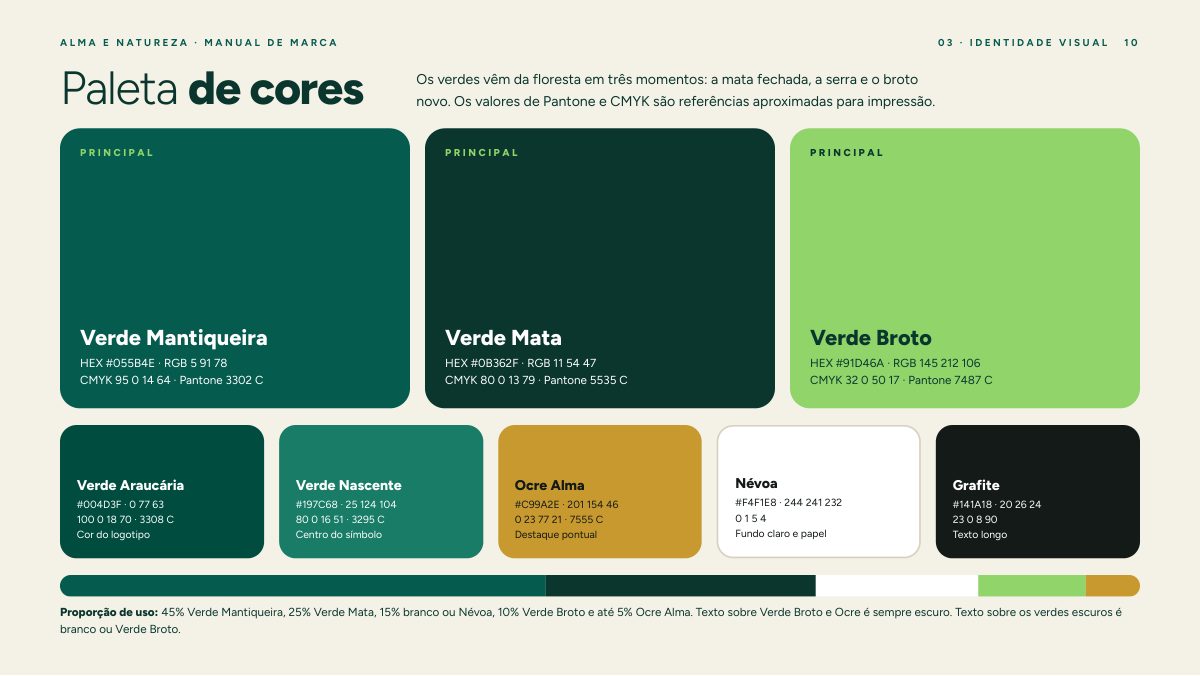 ALMA E NATUREZA · MANUAL DE MARCA
03 · IDENTIDADE VISUAL 10
Paleta de cores
Os verdes vêm da floresta em três momentos: a mata fechada, a serra e o broto
novo. Os valores de Pantone e CMYK são referências aproximadas para impressão.
PRINCIPAL
Verde Mantiqueira
HEX #055B4E · RGB 5 91 78
CMYK 95 0 14 64 · Pantone 3302 C
PRINCIPAL
Verde Mata
HEX #0B362F · RGB 11 54 47
CMYK 80 0 13 79 · Pantone 5535 C
PRINCIPAL
Verde Broto
HEX #91D46A · RGB 145 212 106
CMYK 32 0 50 17 · Pantone 7487 C
Verde Araucária
#004D3F · 0 77 63
100 0 18 70 · 3308 C
Cor do logotipo
Verde Nascente
#197C68 · 25 124 104
80 0 16 51 · 3295 C
Centro do símbolo
Ocre Alma
#C99A2E · 201 154 46
0 23 77 21 · 7555 C
Destaque pontual
Névoa
#F4F1E8 · 244 241 232
0 1 5 4
Fundo claro e papel
Grafite
#141A18 · 20 26 24
23 0 8 90
Texto longo
Proporção de uso: 45% Verde Mantiqueira, 25% Verde Mata, 15% branco ou Névoa, 10% Verde Broto e até 5% Ocre Alma. Texto sobre Verde Broto e Ocre é sempre escuro. Texto sobre os verdes escuros é
branco ou Verde Broto.